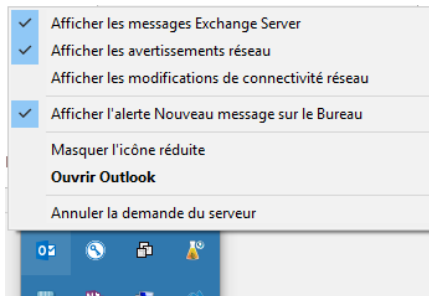 Afficher les messages Exchange Server
Afficher les avertissements réseau
Afficher les modifications de connectivité réseau
Afficher l'alerte Nouveau message sur le Bureau
Masquer l'icône réduite
Ouvrir Outlook
Annuler la demande du serveur